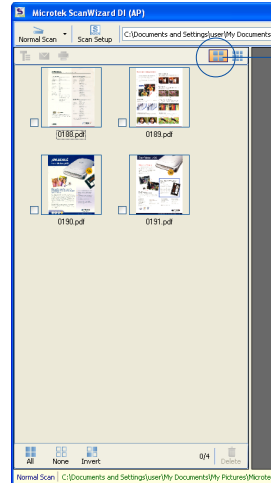 Microtek ScanWizard DI (AP)
Normal Scan Scan Setup C:\Documents and Settings\user\My Documents
0188.pdf 0189.pdf
0190.pdf 0191.pdf
All None Invert 0/4 Delete
Normal Scan C:\Documents and Settings\user\My Documents\My Pictures\Microte